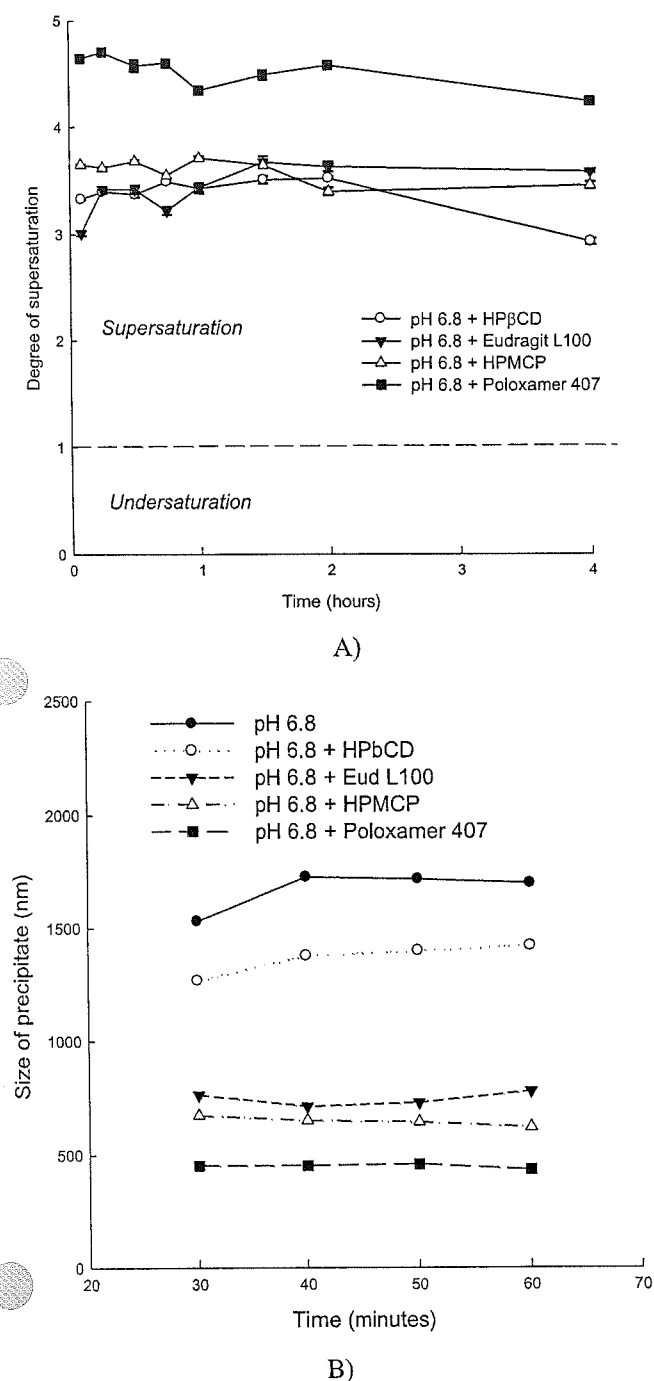 5
4
3
2
1
0
Degree of supersaturation
Supersaturation
pH 6.8 + HPβCD
pH 6.8 + Eudragit L100
pH 6.8 + HPMCP
pH 6.8 + Poloxamer 407
Undersaturation
0 1 2 3 4
Time (hours)
A)
2500
2000
1500
1000
500
0
Size of precipitate (nm)
pH 6.8
pH 6.8 + HPbCD
pH 6.8 + Eud L100
pH 6.8 + HPMCP
pH 6.8 + Poloxamer 407
20 30 40 50 60 70
Time (minutes)
B)